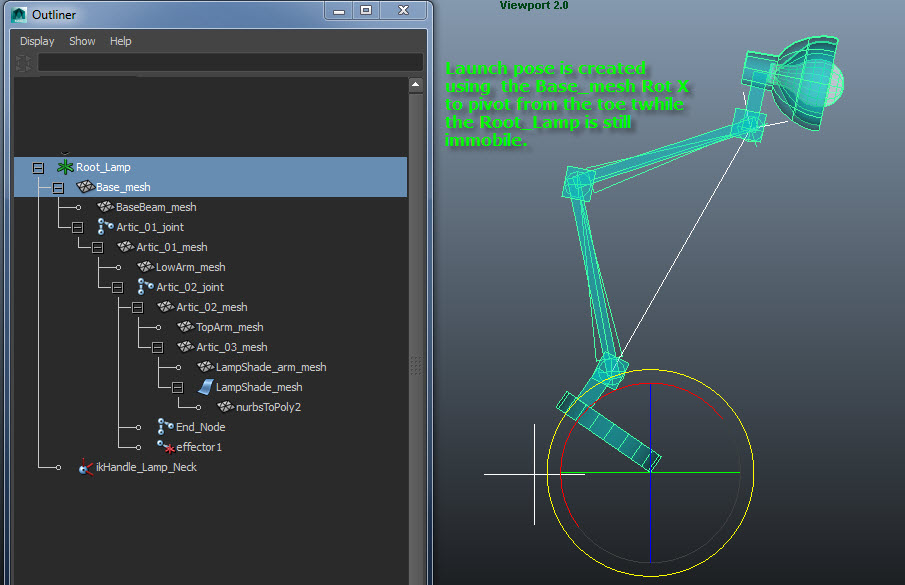 Outliner
Viewport 2.0
Display Show Help
Launch pose is created
using the Base_mesh Rot X
to pivot from the toe twhile
the Root_Lamp is still
immobile.
Root_Lamp
Base_mesh
BaseBeam_mesh
Artic_01_joint
Artic_01_mesh
LowArm_mesh
Artic_02_joint
Artic_02_mesh
TopArm_mesh
Artic_03_mesh
LampShade_arm_mesh
LampShade_mesh
nurbsToPoly2
End_Node
effector1
ikHandle_Lamp_Neck